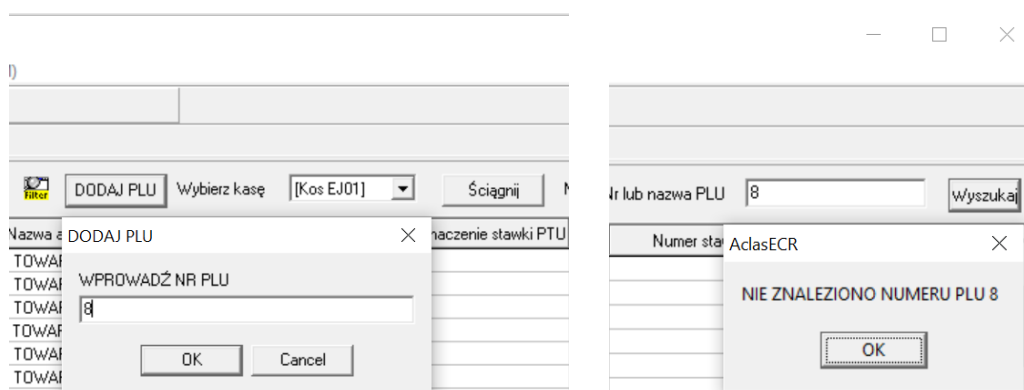 Filter
DODAJ PLU
Wybierz kasę
[Kos EJ01]
Ściągnij
Nazwa
DODAJ PLU
naczenie stawki PTU
WPROWADŹ NR PLU
8
OK
Cancel
TOWAR
TOWAR
TOWAR
TOWAR
TOWAR
TOWAR
Nr lub nazwa PLU
8
Wyszukaj
Numer
AclasECR
NIE ZNALEZIONO NUMERU PLU 8
OK